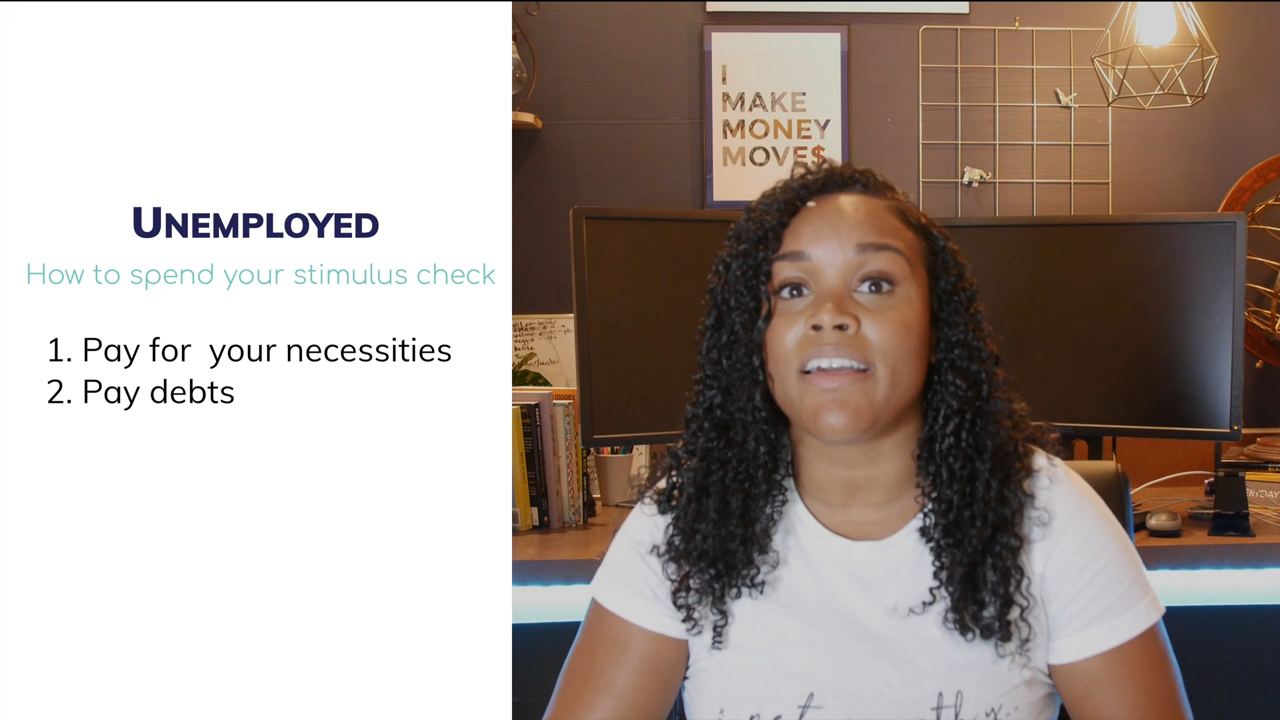 UNEMPLOYED
How to spend your stimulus check
1. Pay for your necessities
2. Pay debts
I
MAKE
MONEY
MOVE$